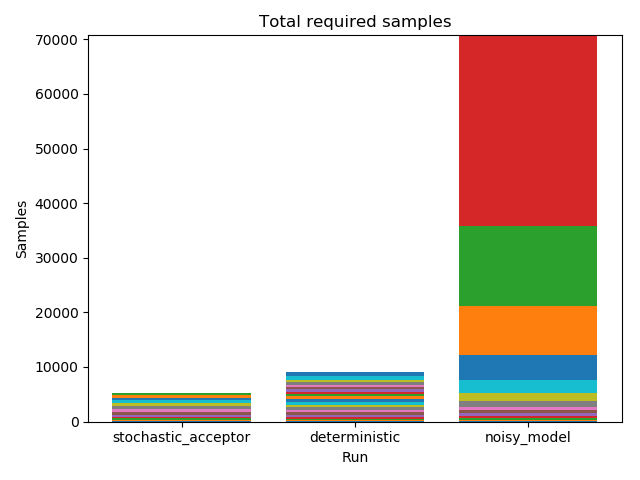 Total required samples
70000
60000
50000
40000
30000
20000
10000
0
Samples
stochastic_acceptor deterministic noisy_model
Run